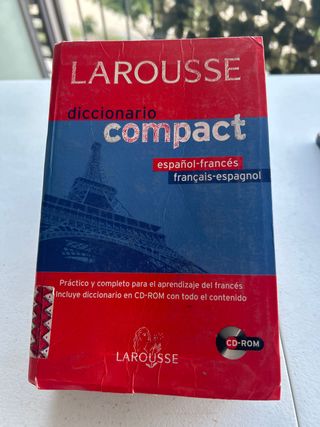 LAROUSSE
diccionario
compact
español-francés
français-espagnol
Práctico y completo para el aprendizaje del francés
Incluye diccionario en CD-ROM con todo el contenido
LAROUSSE
CD-ROM